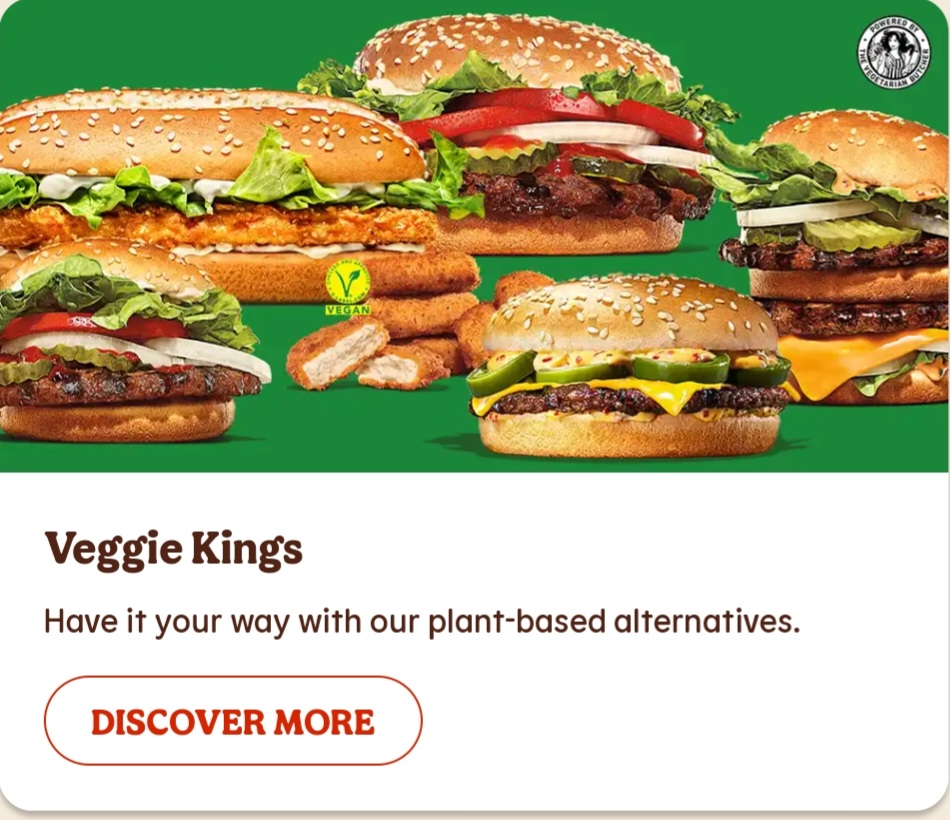 POWERED BY
THE VEGETARIAN BUTCHER
VEGAN
Veggie Kings
Have it your way with our plant-based alternatives.
DISCOVER MORE